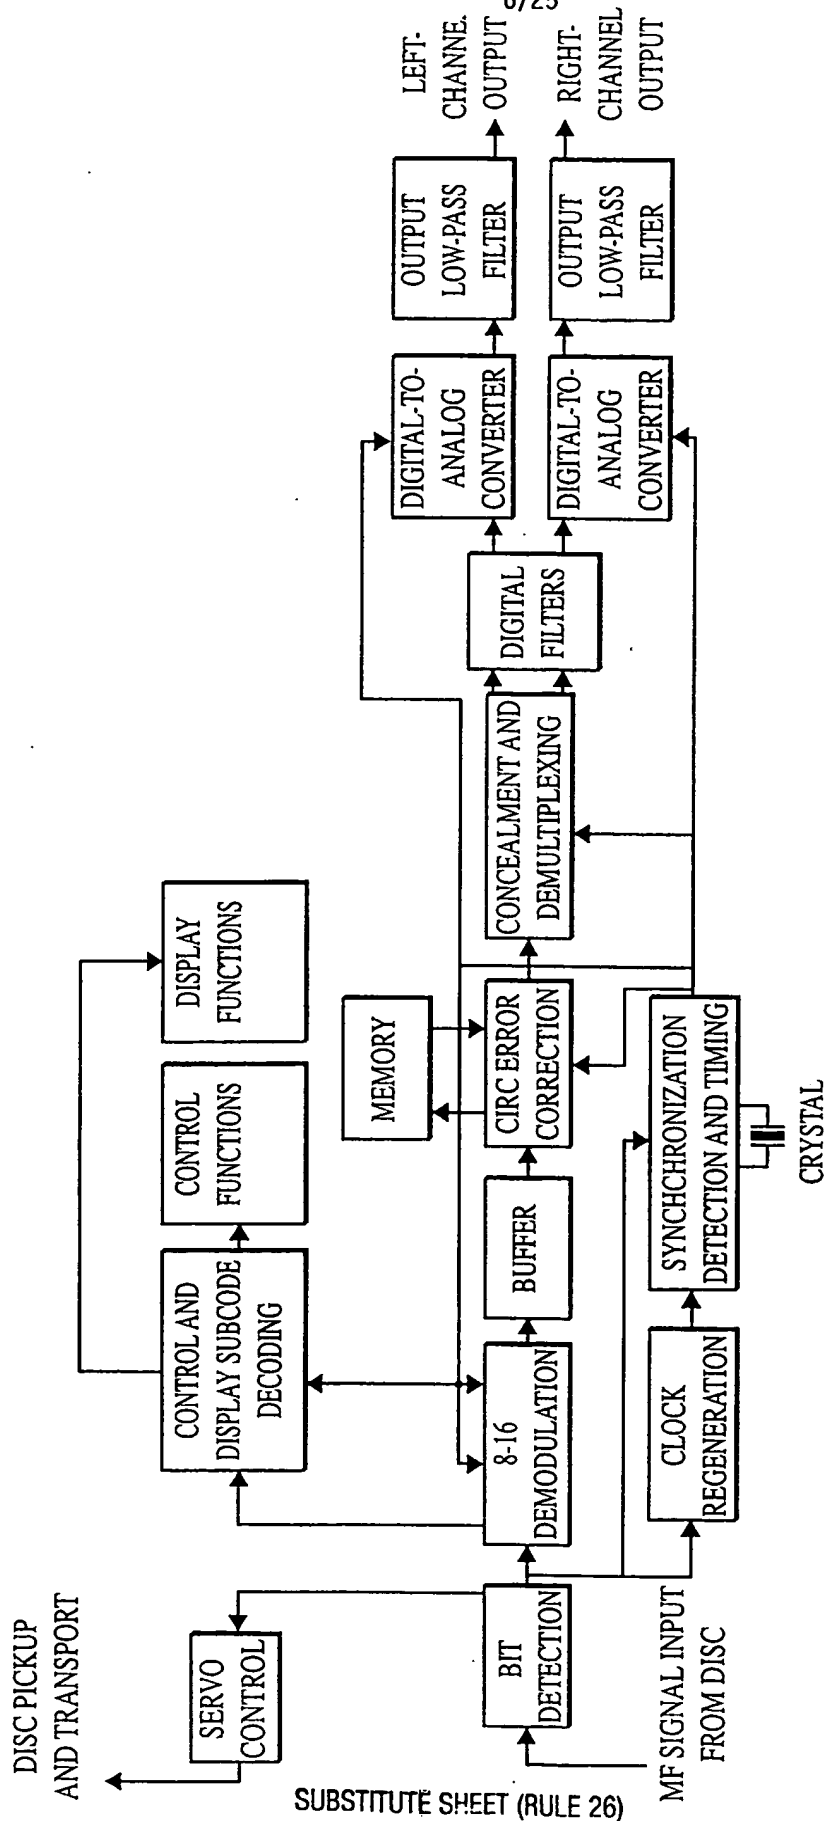 6/25
DISC PICKUP
AND TRANSPORT
SERVO
CONTROL
CONTROL AND
DISPLAY SUBCODE
DECODING
CONTROL
FUNCTIONS
DISPLAY
FUNCTIONS
MEMORY
BIT
DETECTION
8-16
DEMODULATION
BUFFER
CIRC ERROR
CORRECTION
CONCEALMENT AND
DEMULTIPLEXING
DIGITAL
FILTERS
DIGITAL-TO-
ANALOG
CONVERTER
OUTPUT
LOW-PASS
FILTER
LEFT-
CHANNE.
OUTPUT
DIGITAL-TO-
ANALOG
CONVERTER
OUTPUT
LOW-PASS
FILTER
RIGHT-
CHANNEL
OUTPUT
MF SIGNAL INPUT
FROM DISC
CLOCK
REGENERATION
SYNCHCHRONIZATION
DETECTION AND TIMING
CRYSTAL
SUBSTITUTE SHEET (RULE 26)